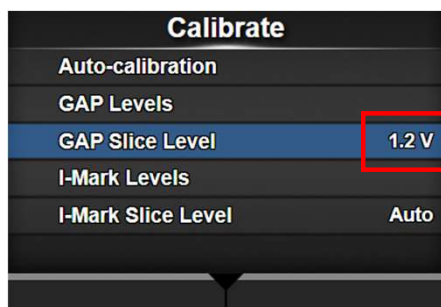 Calibrate
Auto-calibration
GAP Levels
GAP Slice Level 1.2 V
I-Mark Levels
I-Mark Slice Level Auto